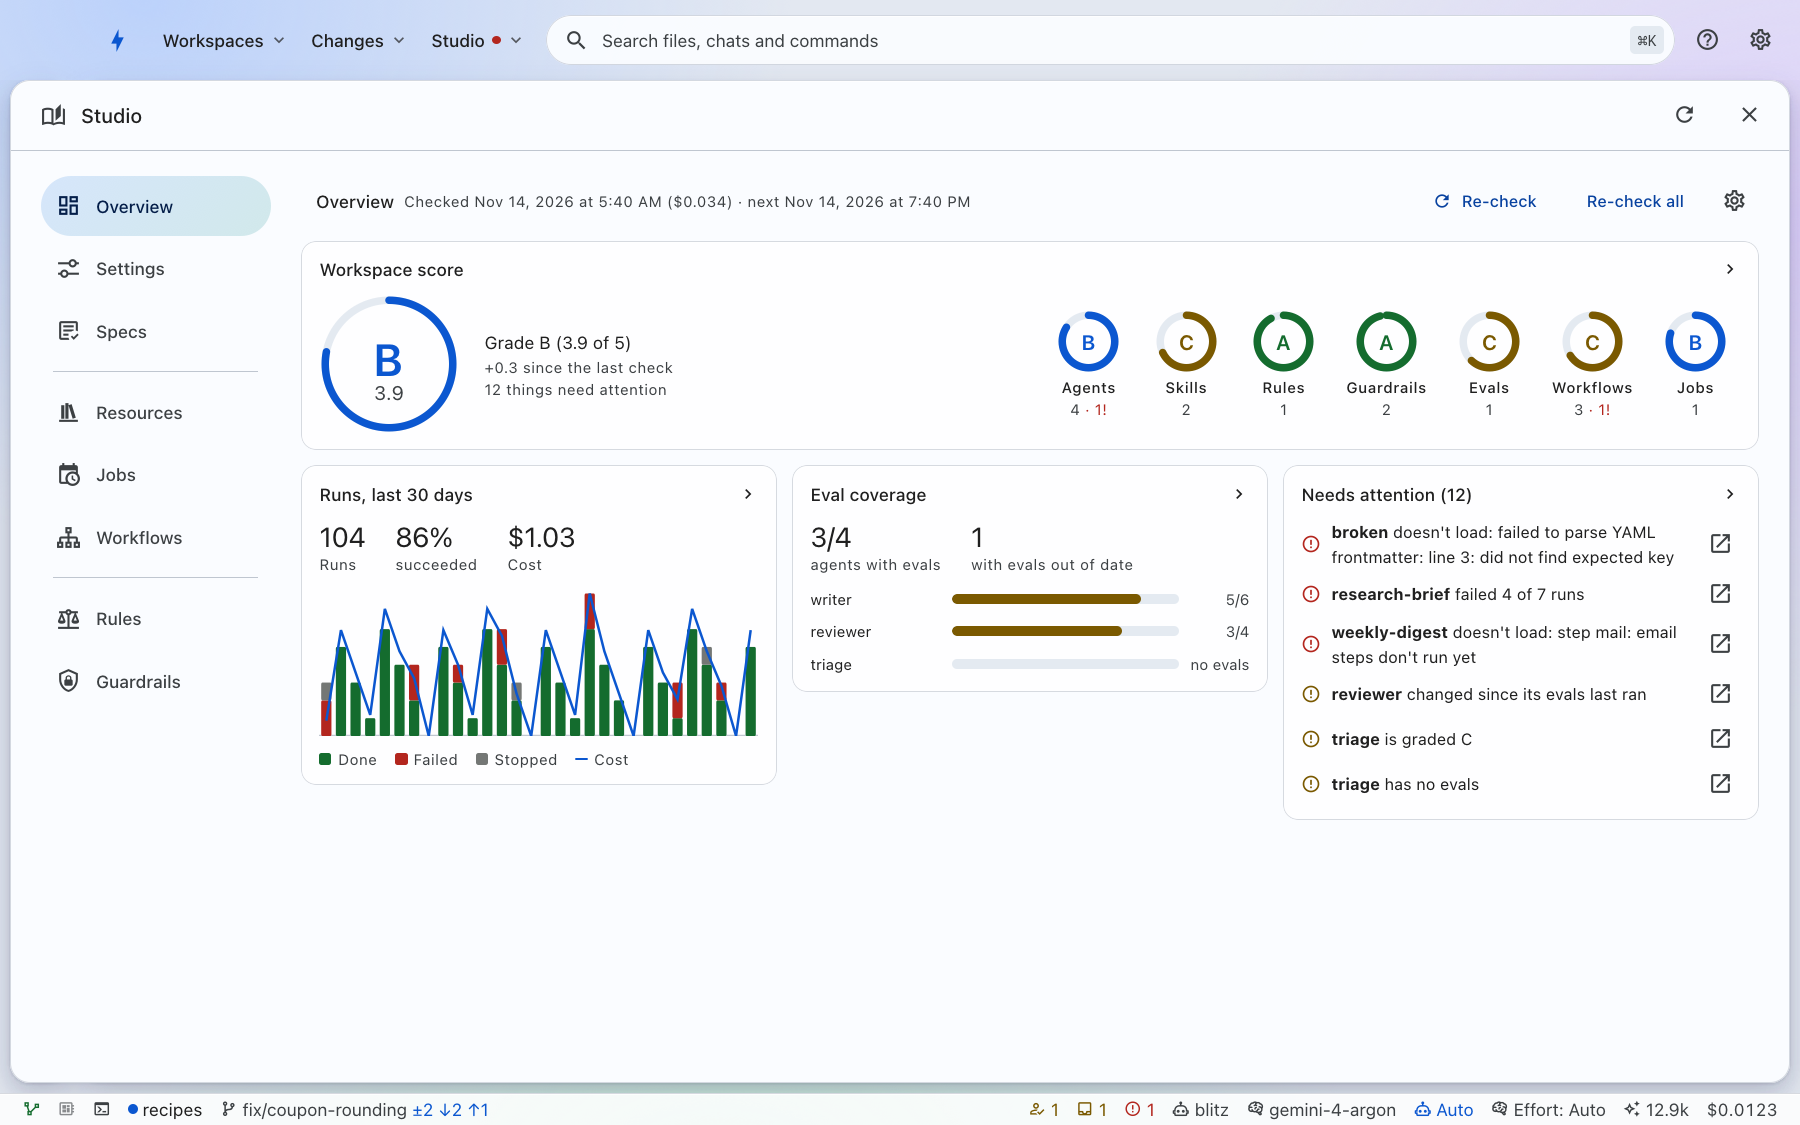 Workspaces
Changes
Studio
Search files, chats and commands
⌘K
Studio
Overview
Settings
Specs
Resources
Jobs
Workflows
Rules
Guardrails
Overview Checked Nov 14, 2026 at 5:40 AM ($0.034) · next Nov 14, 2026 at 7:40 PM
Re-check
Re-check all
Workspace score
B
3.9
Grade B (3.9 of 5)
+0.3 since the last check
12 things need attention
B
Agents
4 · 1!
C
Skills
2
A
Rules
1
A
Guardrails
2
C
Evals
1
C
Workflows
3 · 1!
B
Jobs
1
Runs, last 30 days
104 86% $1.03
Runs succeeded Cost
Done Failed Stopped Cost
Eval coverage
3/4 1
agents with evals with evals out of date
writer 5/6
reviewer 3/4
triage no evals
Needs attention (12)
broken doesn't load: failed to parse YAML
frontmatter: line 3: did not find expected key
research-brief failed 4 of 7 runs
weekly-digest doesn't load: step mail: email
steps don't run yet
reviewer changed since its evals last ran
triage is graded C
triage has no evals
recipes fix/coupon-rounding ±2 ↓2 ↑1
1 1 1 blitz gemini-4-argon Auto Effort: Auto 12.9k $0.0123